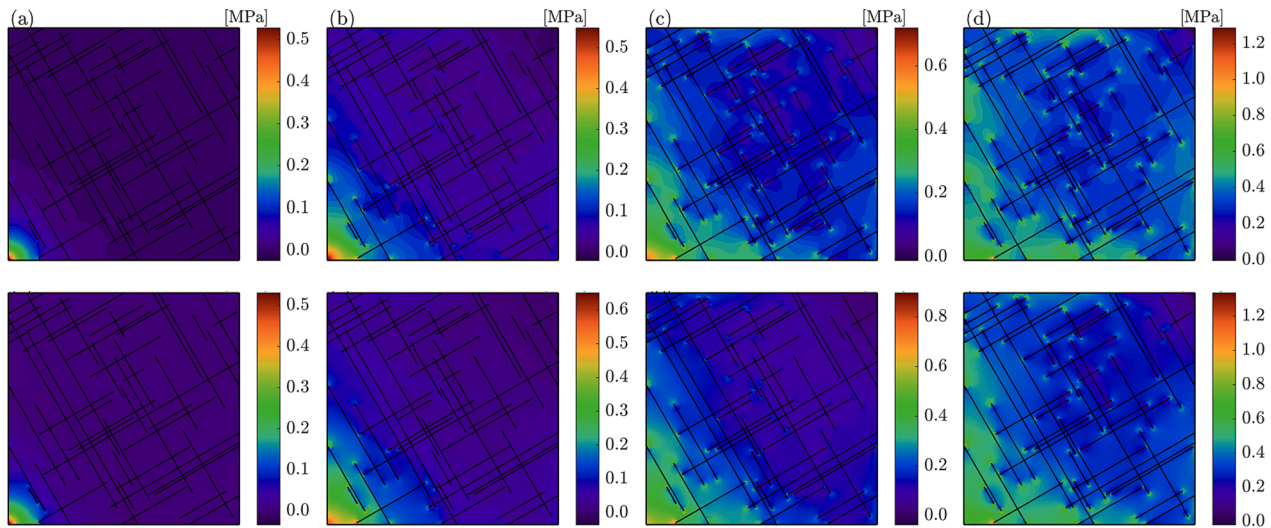 (a) [MPa] (b) [MPa] (c) [MPa] (d) [MPa]
0.5 0.5 0.6 1.2
0.4 0.4 0.4 1.0
0.3 0.3 0.2 0.8
0.2 0.2 0.0 0.6
0.1 0.1 0.4
0.0 0.0 0.2
0.0
0.5 0.6 0.8 1.2
0.4 0.5 0.6 1.0
0.3 0.4 0.4 0.8
0.2 0.3 0.2 0.6
0.1 0.2 0.0 0.4
0.0 0.1 0.2
0.0 0.0